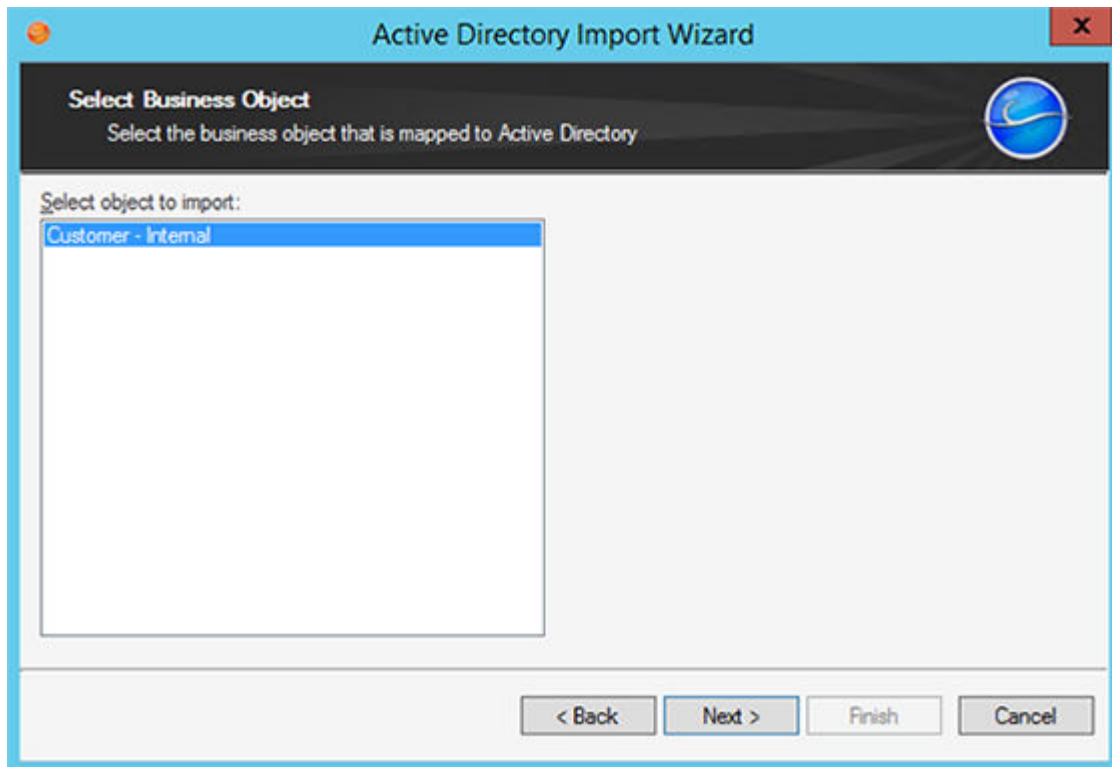 Active Directory Import Wizard
x
Select Business Object
Select the business object that is mapped to Active Directory
Select object to import:
Customer - Internal
< Back
Next >
Finish
Cancel